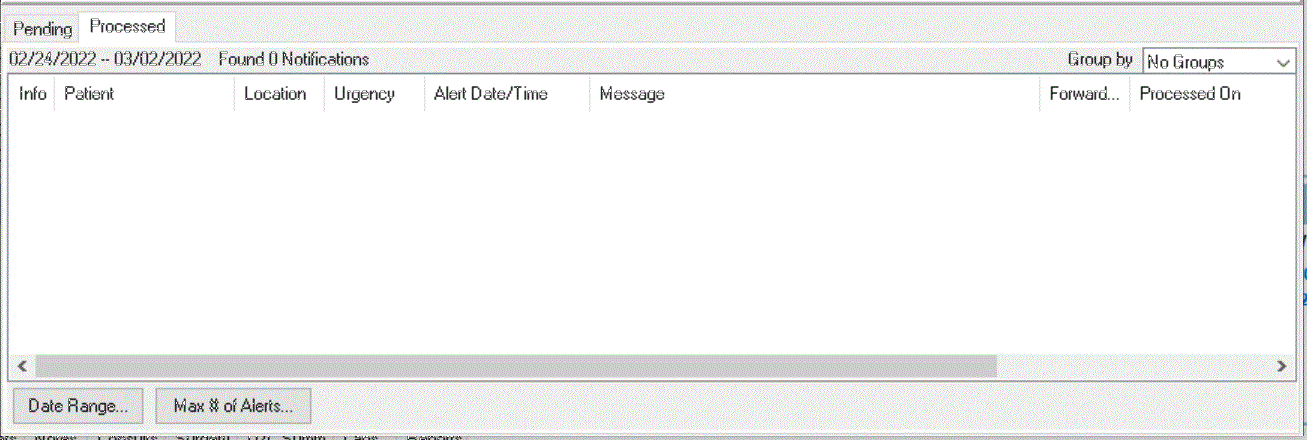 Pending Processed
02/24/2022 -- 03/02/2022 Found 0 Notifications Group by No Groups
Info Patient Location Urgency Alert Date/Time Message Forward... Processed On
Date Range... Max # of Alerts...